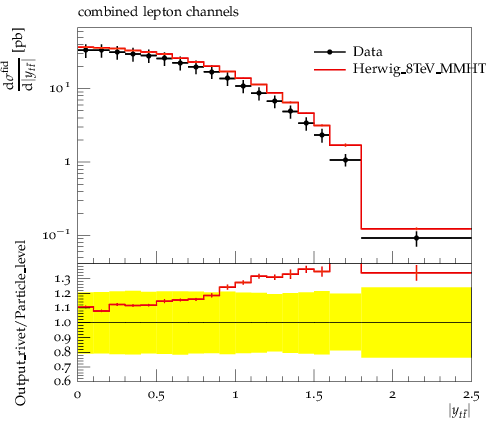 combined lepton channels
dσ^fid / d|y_tt̄| [pb]
Data
Herwig_8TeV_MMHT
10^1
1
10^−1
Output_rivet/Particle_level
1.3
1.2
1.1
1.0
0.9
0.8
0.7
0.6
0 0.5 1 1.5 2 2.5
|y_tt̄|